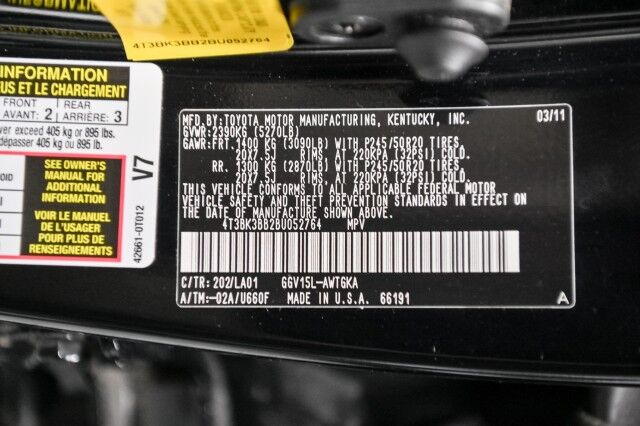 4T3BK3BB2BU052764
INFORMATION
US ET LE CHARGEMENT
FRONT
AVANT: 2
REAR
ARRIÈRE: 3
ver exceed 405 kg or 895 lbs.
dépasser 405 kg ou 895 lb.
SEE OWNER'S
MANUAL FOR
ADDITIONAL
INFORMATION
VOIR LE MANUEL
POUR PLUS DE
RENSEIGNEMENTS
V7
42661-0T012
MFD. BY: TOYOTA MOTOR MANUFACTURING, KENTUCKY, INC. 03/11
GVWR: 2390KG (5270LB)
GAWR: FRT. 1400 KG (3090LB) WITH P245/50R20 TIRES,
20X7.5J RIMS, AT 220KPA (32PSI) COLD.
RR. 1300 KG (2870LB) WITH P245/50R20 TIRES,
20X7.5J RIMS, AT 220KPA (32PSI) COLD.
THIS VEHICLE CONFORMS TO ALL APPLICABLE FEDERAL MOTOR
VEHICLE SAFETY AND THEFT PREVENTION STANDARDS IN EFFECT ON
THE DATE OF MANUFACTURE SHOWN ABOVE.
4T3BK3BB2BU052764 MPV
C/TR: 202/LA01 GGV15L-AWTGKA
A/TM: -02A/U660F MADE IN U.S.A. 66191 A